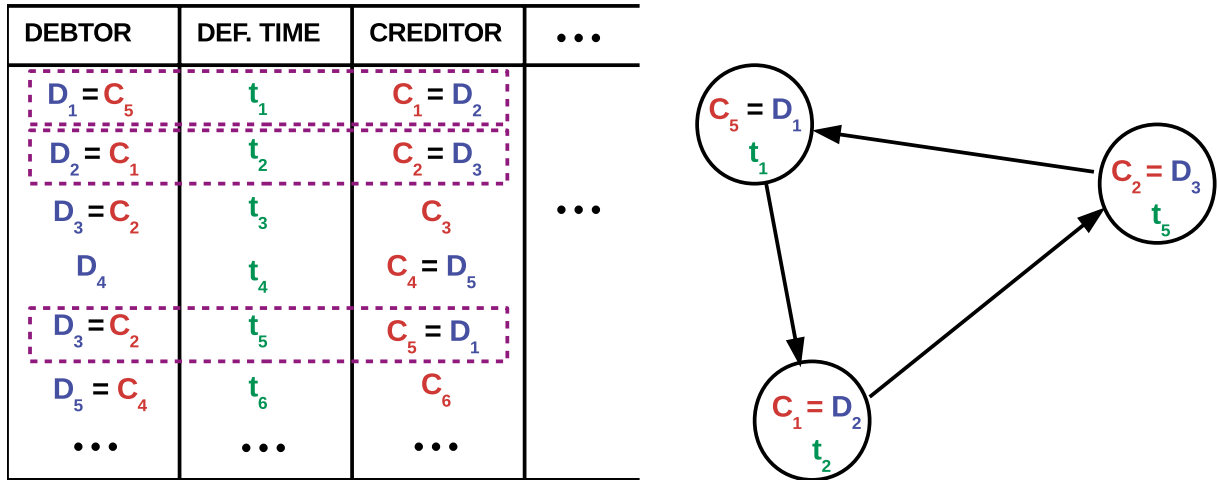 DEBTOR DEF. TIME CREDITOR ...
D1 = C5 t1 C1 = D2
D2 = C1 t2 C2 = D3
D3 = C2 t3 C3 ...
D4 t4 C4 = D5
D3 = C2 t5 C5 = D1
D5 = C4 t6 C6
... ... ...
C5 = D1
t1
C2 = D3
t5
C1 = D2
t2